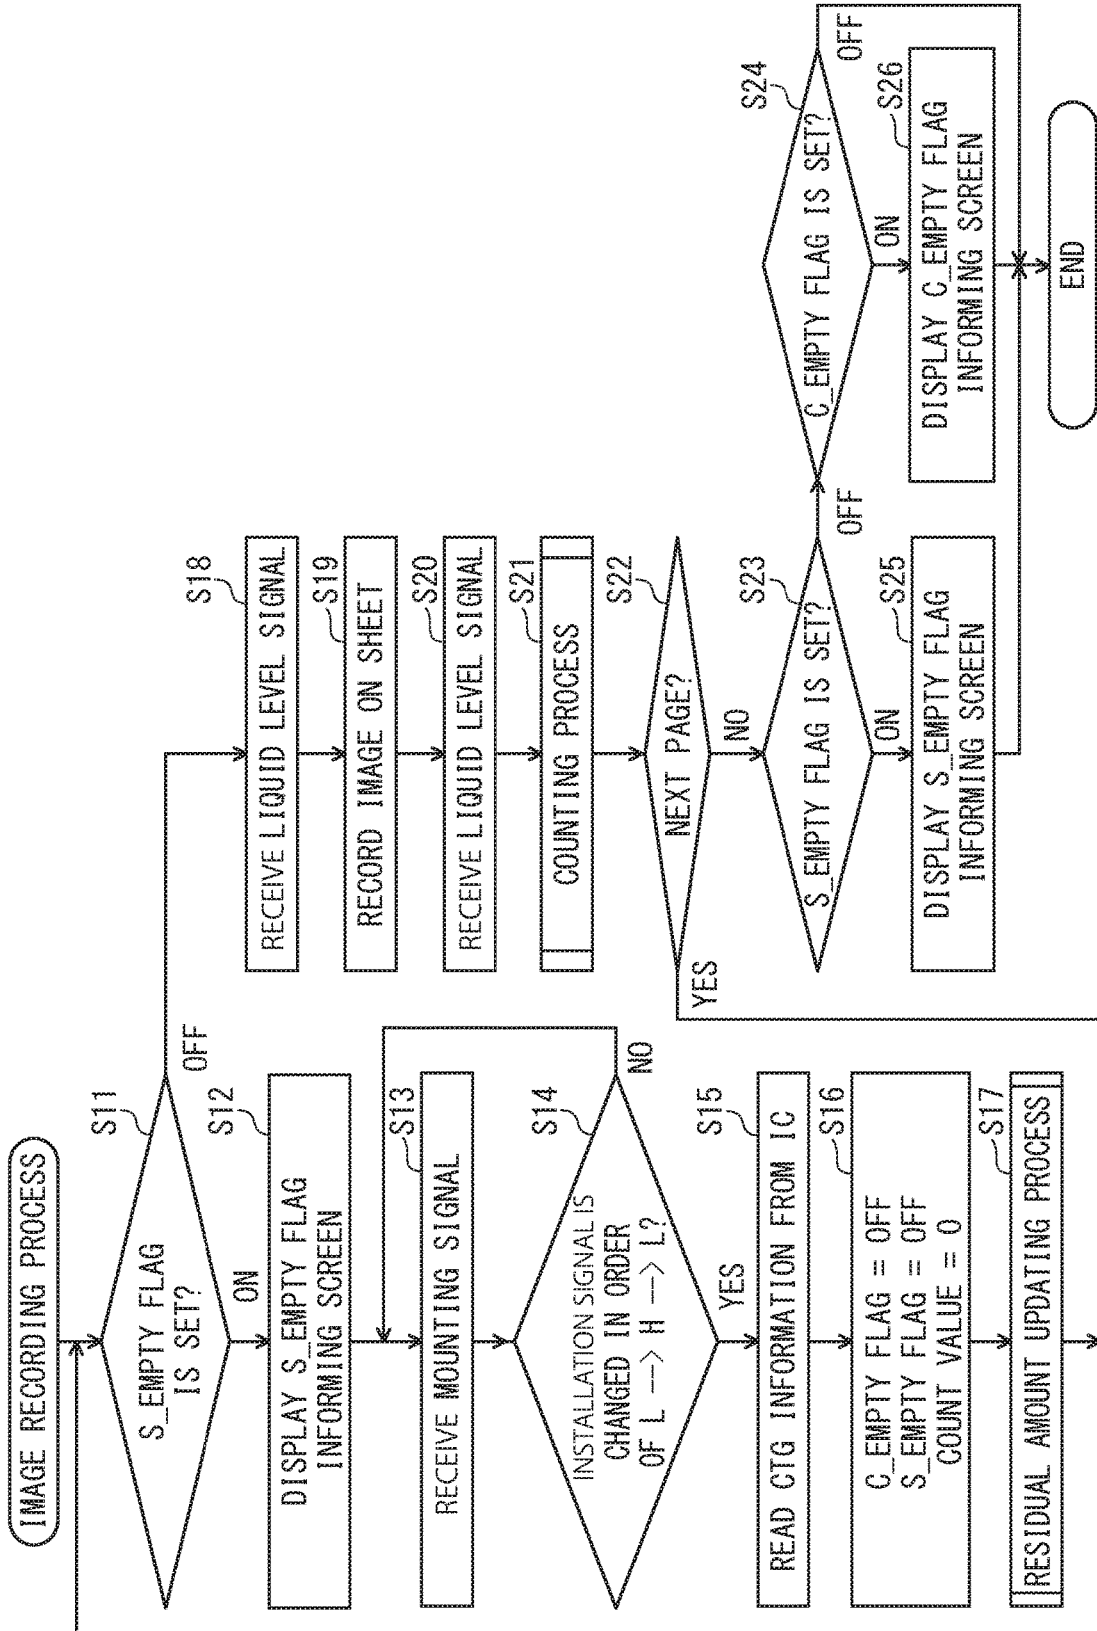 IMAGE RECORDING PROCESS
S11
S_EMPTY FLAG
IS SET?
OFF
ON
S12
DISPLAY S_EMPTY FLAG
INFORMING SCREEN
S13
RECEIVE MOUNTING SIGNAL
S14
INSTALLATION SIGNAL IS
CHANGED IN ORDER
OF L --> H --> L?
NO
YES
S15
READ CTG INFORMATION FROM IC
S16
C_EMPTY FLAG = OFF
S_EMPTY FLAG = OFF
COUNT VALUE = 0
S17
RESIDUAL AMOUNT UPDATING PROCESS
S18
RECEIVE LIQUID LEVEL SIGNAL
S19
RECORD IMAGE ON SHEET
S20
RECEIVE LIQUID LEVEL SIGNAL
S21
COUNTING PROCESS
S22
NEXT PAGE?
YES
NO
S23
S_EMPTY FLAG IS SET?
OFF
ON
S25
DISPLAY S_EMPTY FLAG
INFORMING SCREEN
S24
C_EMPTY FLAG IS SET?
OFF
ON
S26
DISPLAY C_EMPTY FLAG
INFORMING SCREEN
END